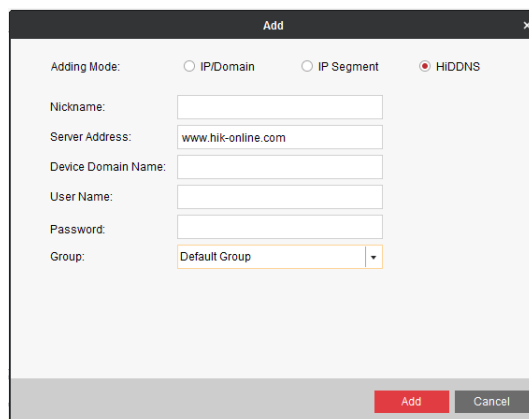 Add
Adding Mode: IP/Domain IP Segment HiDDNS
Nickname:
Server Address: www.hik-online.com
Device Domain Name:
User Name:
Password:
Group: Default Group
Add Cancel